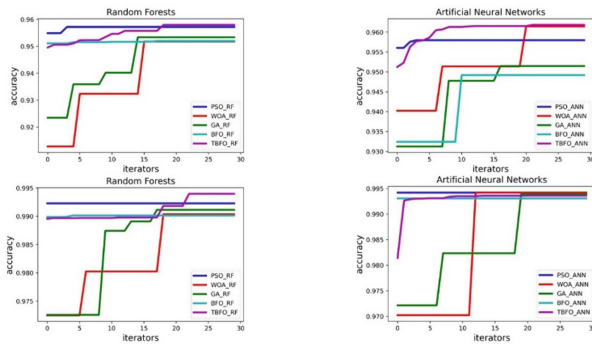 Random Forests
0.96
0.95
0.94
0.93
0.92
accuracy
PSO_RF
WOA_RF
GA_RF
BFO_RF
TBFO_RF
0 5 10 15 20 25 30
iterators
Artificial Neural Networks
0.960
0.955
0.950
0.945
0.940
0.935
0.930
accuracy
PSO_ANN
WOA_ANN
GA_ANN
BFO_ANN
TBFO_ANN
0 5 10 15 20 25 30
iterators
Random Forests
0.995
0.990
0.985
0.980
0.975
accuracy
PSO_RF
WOA_RF
GA_RF
BFO_RF
TBFO_RF
0 5 10 15 20 25 30
iterators
Artificial Neural Networks
0.995
0.990
0.985
0.980
0.975
0.970
accuracy
PSO_ANN
WOA_ANN
GA_ANN
BFO_ANN
TBFO_ANN
0 5 10 15 20 25 30
iterators